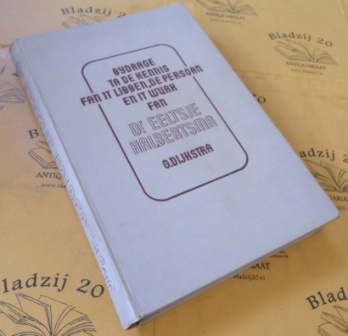 BYDRAGE
TA DE KENNIS
FAN IT LIBBEN, DE PERSOAN
EN IT WURK
FAN
Dr EELTSJE
HALBERTSMA
O. DIJKSTRA
Bladzij 20
Bladzij 20
Bladzij 20